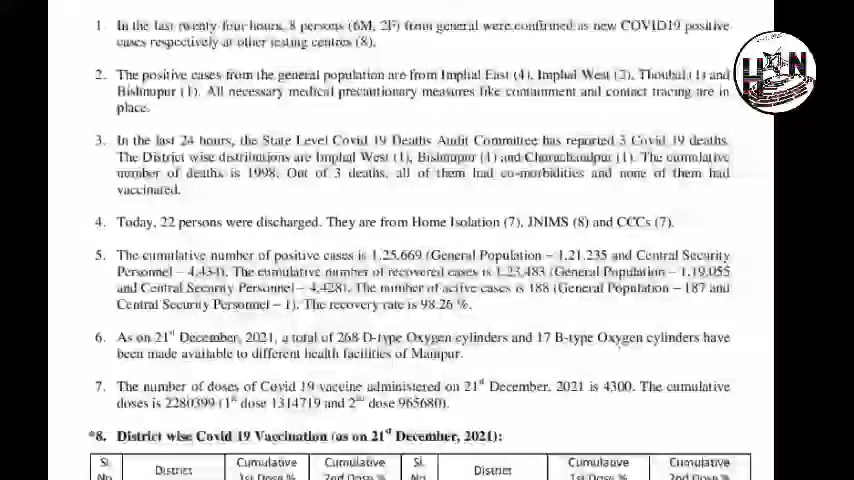 1. In the last twenty-four hours, 8 persons (6M, 2F) from general were confirmed as new COVID19 positive
cases respectively at other testing centres (8).
2. The positive cases from the general population are from Imphal East (4), Imphal West (2), Thoubal (1) and
Bishnupur (1). All necessary medical precautionary measures like containment and contact tracing are in
place.
3. In the last 24 hours, the State Level Covid 19 Deaths Audit Committee has reported 3 Covid 19 deaths.
The District wise distributions are Imphal West (1), Bishnupur (1) and Churachandpur (1). The cumulative
number of deaths is 1998. Out of 3 deaths, all of them had co-morbidities and none of them had
vaccinated.
4. Today, 22 persons were discharged. They are from Home Isolation (7), JNIMS (8) and CCCs (7).
5. The cumulative number of positive cases is 1,25,669 (General Population – 1,21,235 and Central Security
Personnel – 4,434). The cumulative number of recovered cases is 1,23,483 (General Population – 1,19,055
and Central Security Personnel – 4,428). The number of active cases is 188 (General Population – 187 and
Central Security Personnel – 1). The recovery rate is 98.26 %.
6. As on 21st December, 2021, a total of 268 D-type Oxygen cylinders and 17 B-type Oxygen cylinders have
been made available to different health facilities of Manipur.
7. The number of doses of Covid 19 vaccine administered on 21st December, 2021 is 4300. The cumulative
doses is 2280399 (1st dose 1314719 and 2nd dose 965680).
*8. District wise Covid 19 Vaccination (as on 21st December, 2021):
Sl. District Cumulative Cumulative Sl. District Cumulative Cumulative
No 1st Dose % 2nd Dose % No 1st Dose % 2nd Dose %
H N